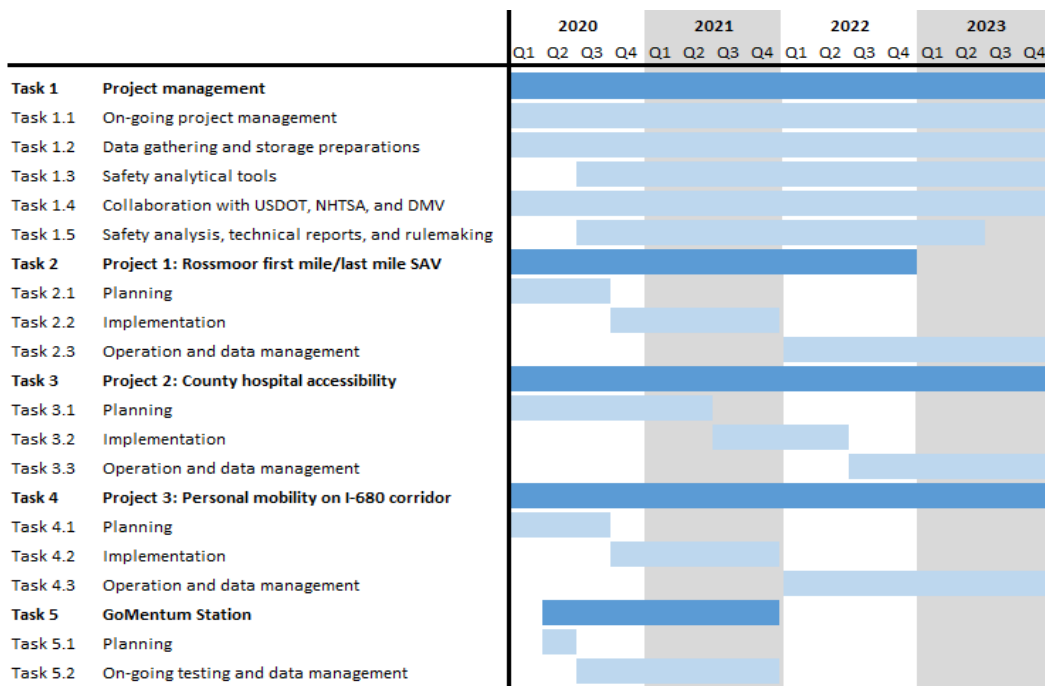 2020 2021 2022 2023
Q1 Q2 Q3 Q4 Q1 Q2 Q3 Q4 Q1 Q2 Q3 Q4 Q1 Q2 Q3 Q4
Task 1 Project management
Task 1.1 On-going project management
Task 1.2 Data gathering and storage preparations
Task 1.3 Safety analytical tools
Task 1.4 Collaboration with USDOT, NHTSA, and DMV
Task 1.5 Safety analysis, technical reports, and rulemaking
Task 2 Project 1: Rossmoor first mile/last mile SAV
Task 2.1 Planning
Task 2.2 Implementation
Task 2.3 Operation and data management
Task 3 Project 2: County hospital accessibility
Task 3.1 Planning
Task 3.2 Implementation
Task 3.3 Operation and data management
Task 4 Project 3: Personal mobility on I-680 corridor
Task 4.1 Planning
Task 4.2 Implementation
Task 4.3 Operation and data management
Task 5 GoMentum Station
Task 5.1 Planning
Task 5.2 On-going testing and data management